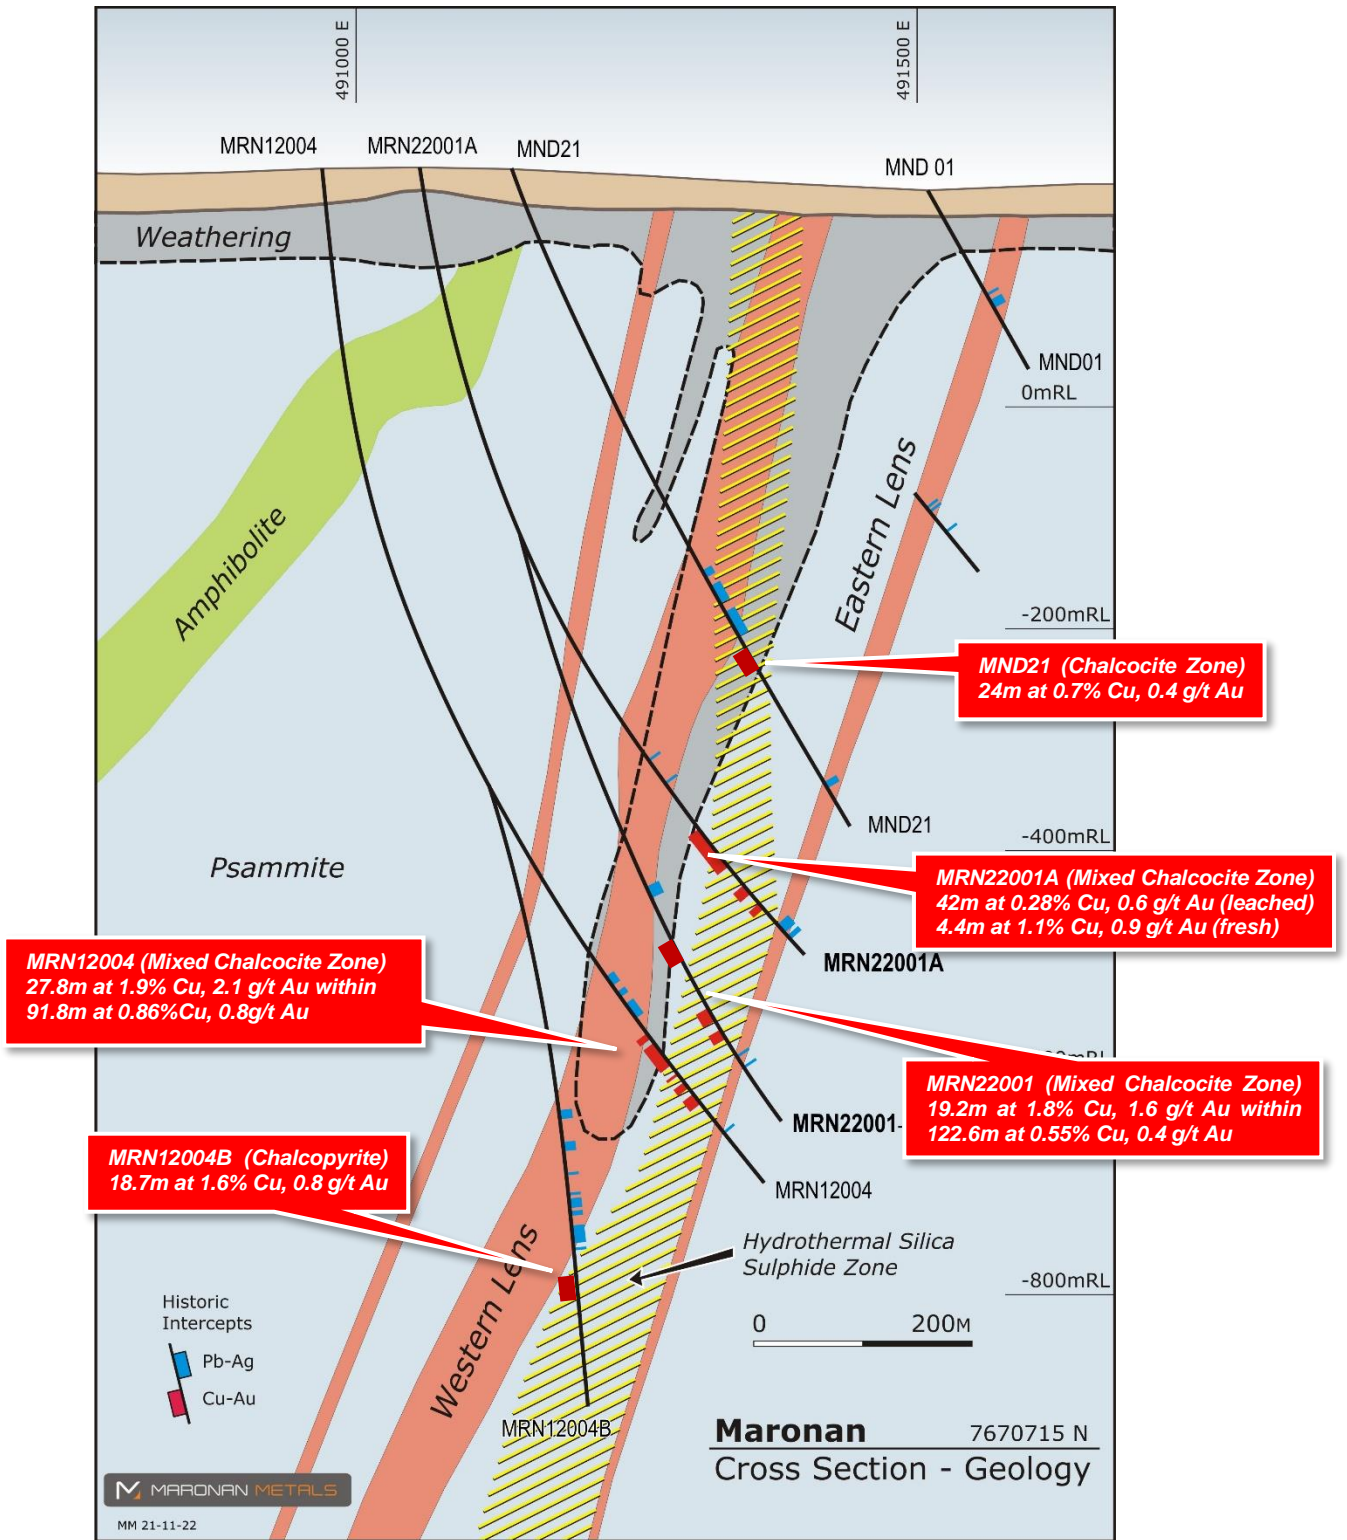 491000 E
491500 E
MRN12004
MRN22001A
MND21
MND 01
Weathering
MND01
0mRL
Amphibolite
Eastern Lens
-200mRL
MND21 (Chalcocite Zone)
24m at 0.7% Cu, 0.4 g/t Au
MND21
-400mRL
Psammite
MRN22001A (Mixed Chalcocite Zone)
42m at 0.28% Cu, 0.6 g/t Au (leached)
4.4m at 1.1% Cu, 0.9 g/t Au (fresh)
MRN22001A
MRN12004 (Mixed Chalcocite Zone)
27.8m at 1.9% Cu, 2.1 g/t Au within
91.8m at 0.86%Cu, 0.8g/t Au
MRN22001 (Mixed Chalcocite Zone)
19.2m at 1.8% Cu, 1.6 g/t Au within
122.6m at 0.55% Cu, 0.4 g/t Au
MRN22001
MRN12004B (Chalcopyrite)
18.7m at 1.6% Cu, 0.8 g/t Au
MRN12004
Hydrothermal Silica
Sulphide Zone
-800mRL
Western Lens
Historic
Intercepts
Pb-Ag
Cu-Au
0 200M
MRN12004B
Maronan 7670715 N
Cross Section - Geology
MARONAN METALS
MM 21-11-22